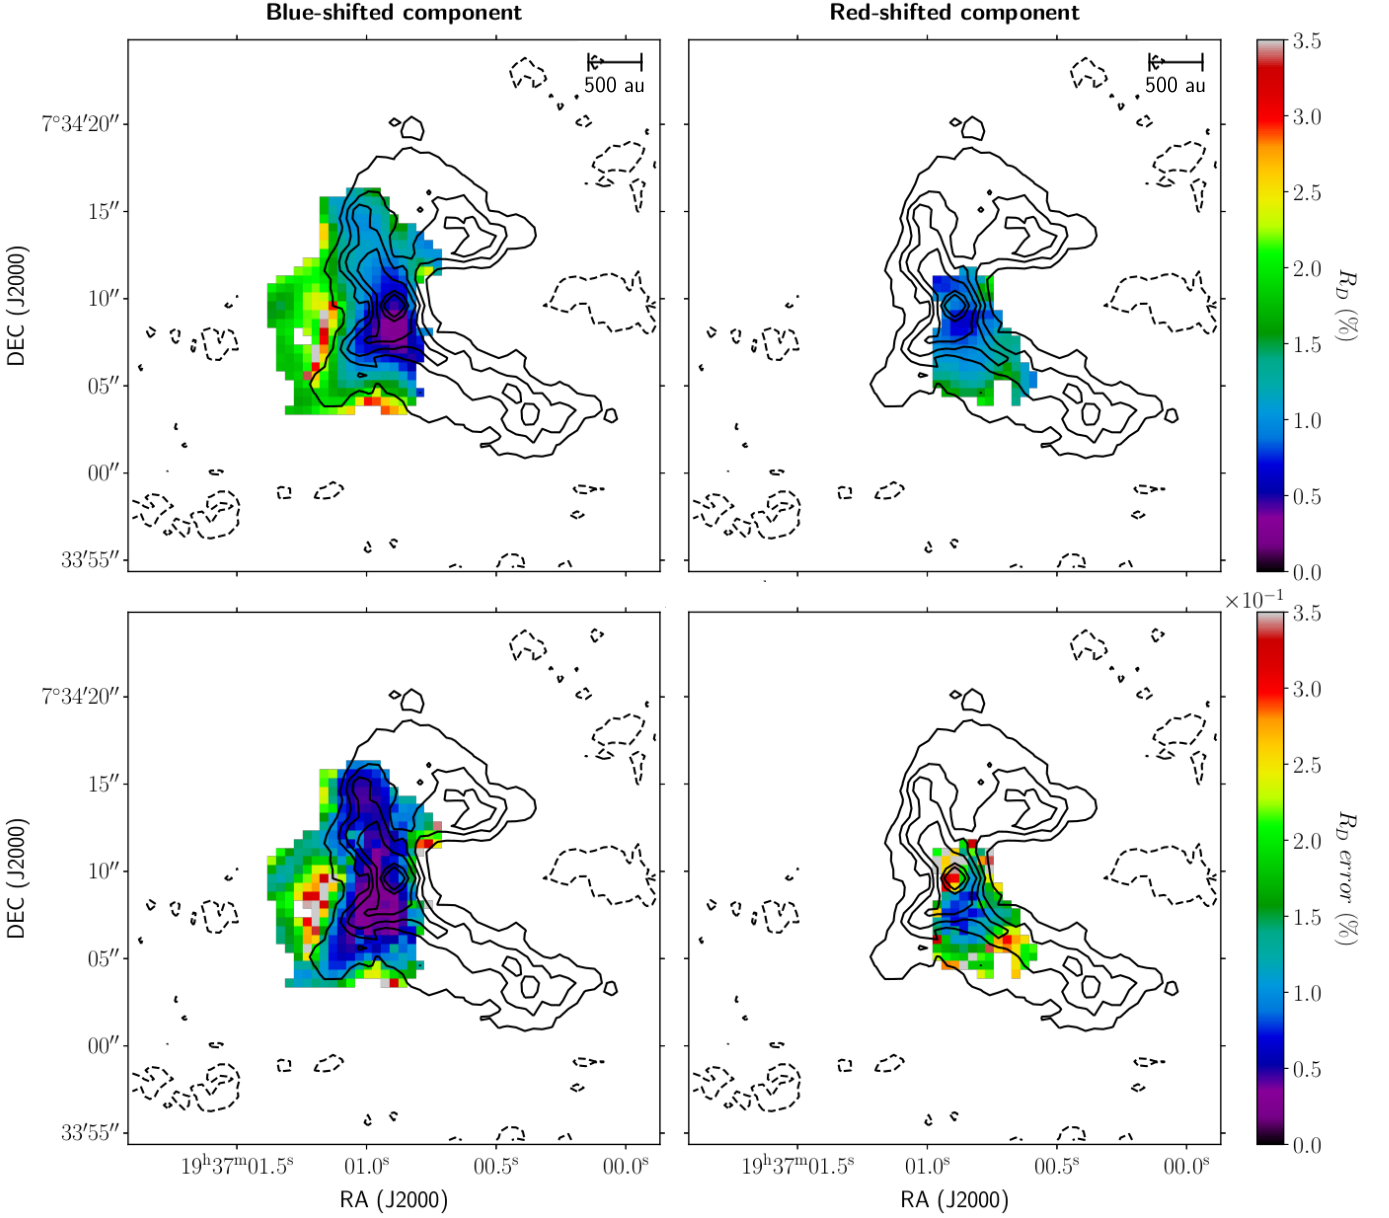 Blue-shifted component
Red-shifted component
500 au
500 au
7°34′20″
15″
10″
05″
00″
33′55″
DEC (J2000)
3.5
3.0
2.5
2.0
1.5
1.0
0.5
0.0
R_D (%)
×10⁻¹
7°34′20″
15″
10″
05″
00″
33′55″
DEC (J2000)
3.5
3.0
2.5
2.0
1.5
1.0
0.5
0.0
R_D error (%)
19ʰ37ᵐ01.5ˢ 01.0ˢ 00.5ˢ 00.0ˢ
19ʰ37ᵐ01.5ˢ 01.0ˢ 00.5ˢ 00.0ˢ
RA (J2000)
RA (J2000)